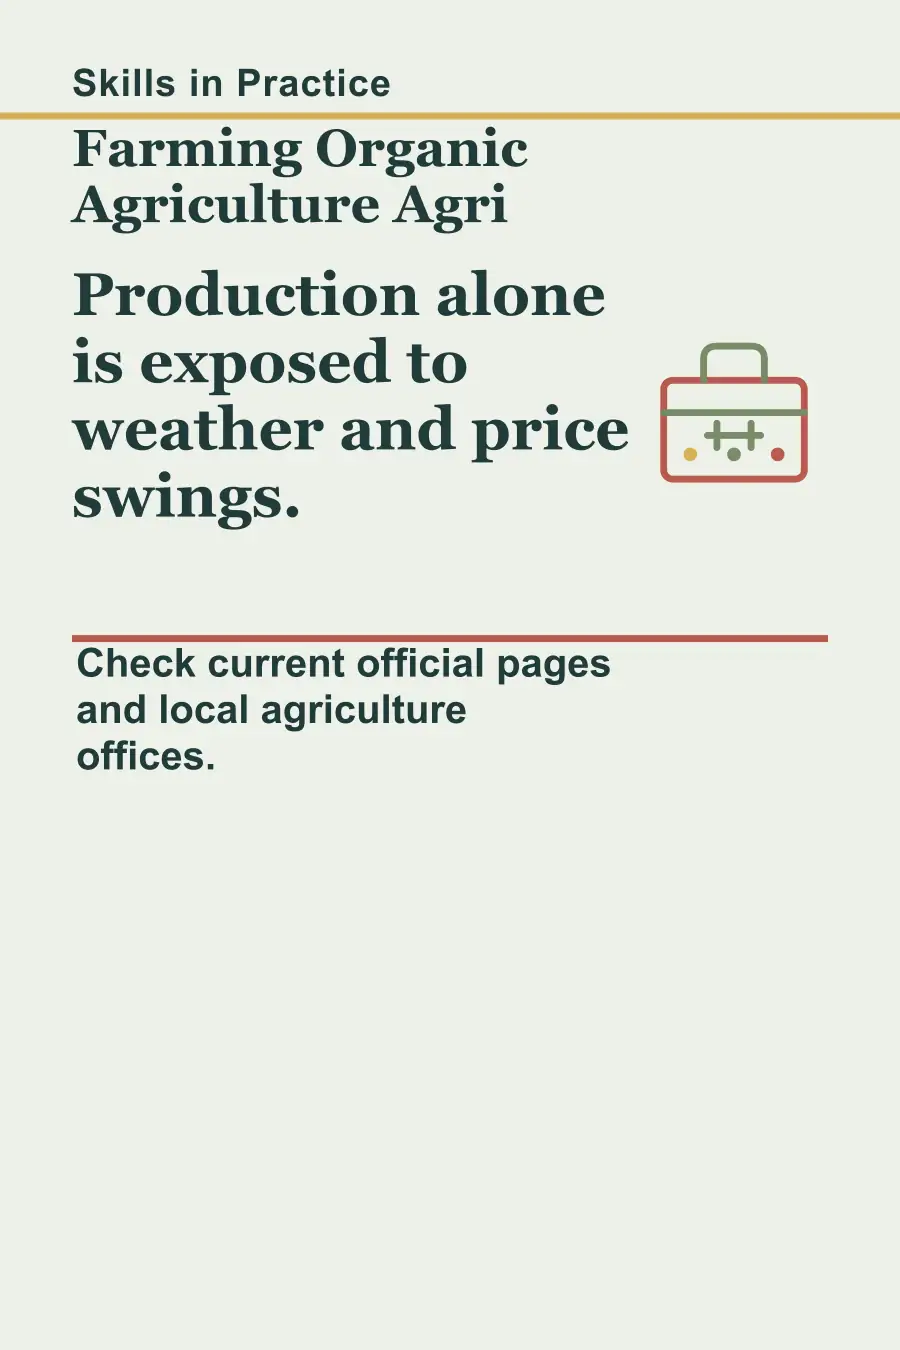 Skills in Practice
Farming Organic
Agriculture Agri
Production alone
is exposed to
weather and price
swings.
Check current official pages
and local agriculture
offices.